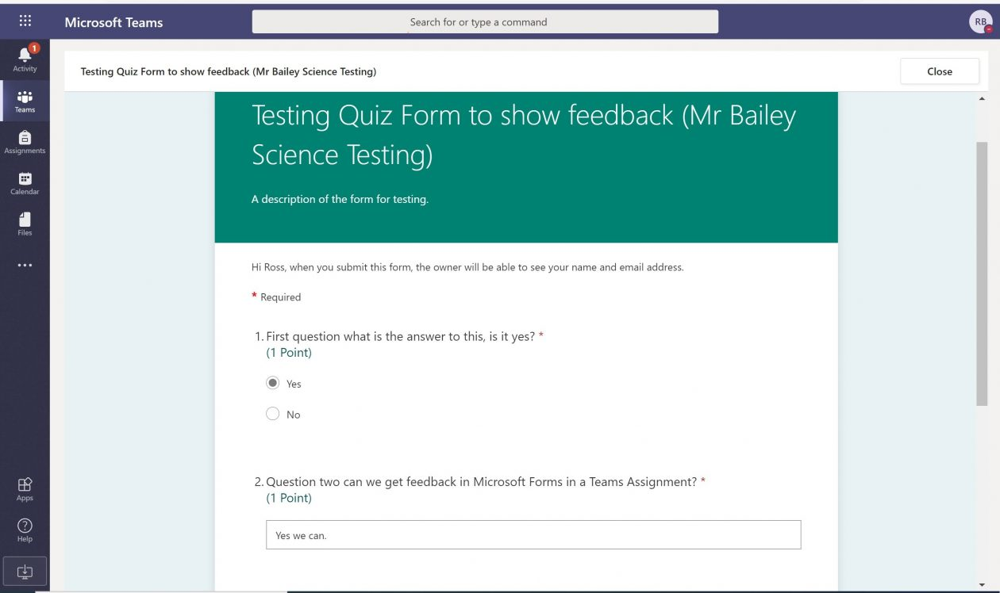 Microsoft Teams
Search for or type a command
RB
1
Activity
Teams
Assignments
Calendar
Files
Apps
Help
Testing Quiz Form to show feedback (Mr Bailey Science Testing)
Close
Testing Quiz Form to show feedback (Mr Bailey
Science Testing)
A description of the form for testing.
Hi Ross, when you submit this form, the owner will be able to see your name and email address.
* Required
1. First question what is the answer to this, is it yes? *
(1 Point)
Yes
No
2. Question two can we get feedback in Microsoft Forms in a Teams Assignment? *
(1 Point)
Yes we can.